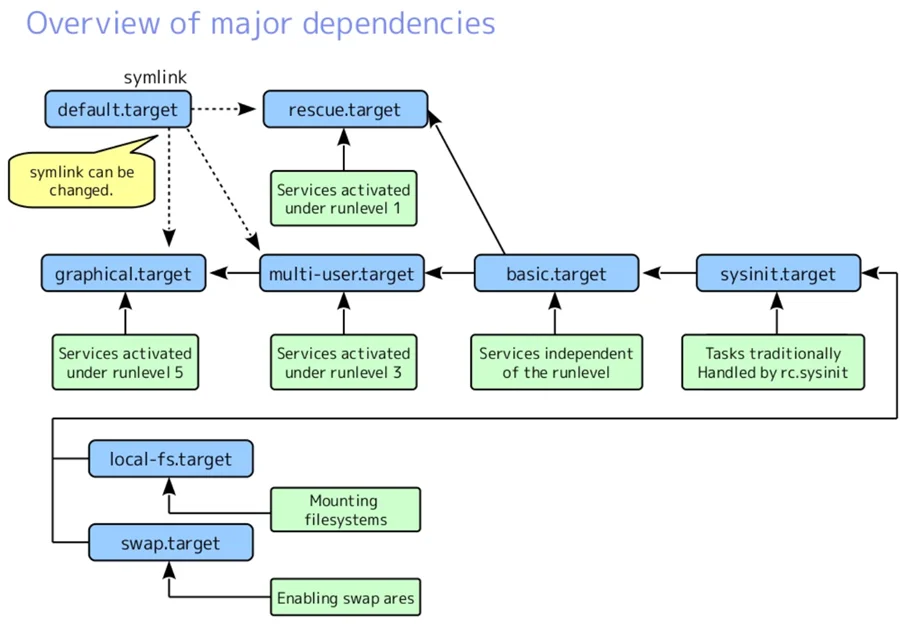 Overview of major dependencies
symlink
default.target
rescue.target
symlink can be
changed.
Services activated
under runlevel 1
graphical.target
multi-user.target
basic.target
sysinit.target
Services activated
under runlevel 5
Services activated
under runlevel 3
Services independent
of the runlevel
Tasks traditionally
Handled by rc.sysinit
local-fs.target
Mounting
filesystems
swap.target
Enabling swap ares